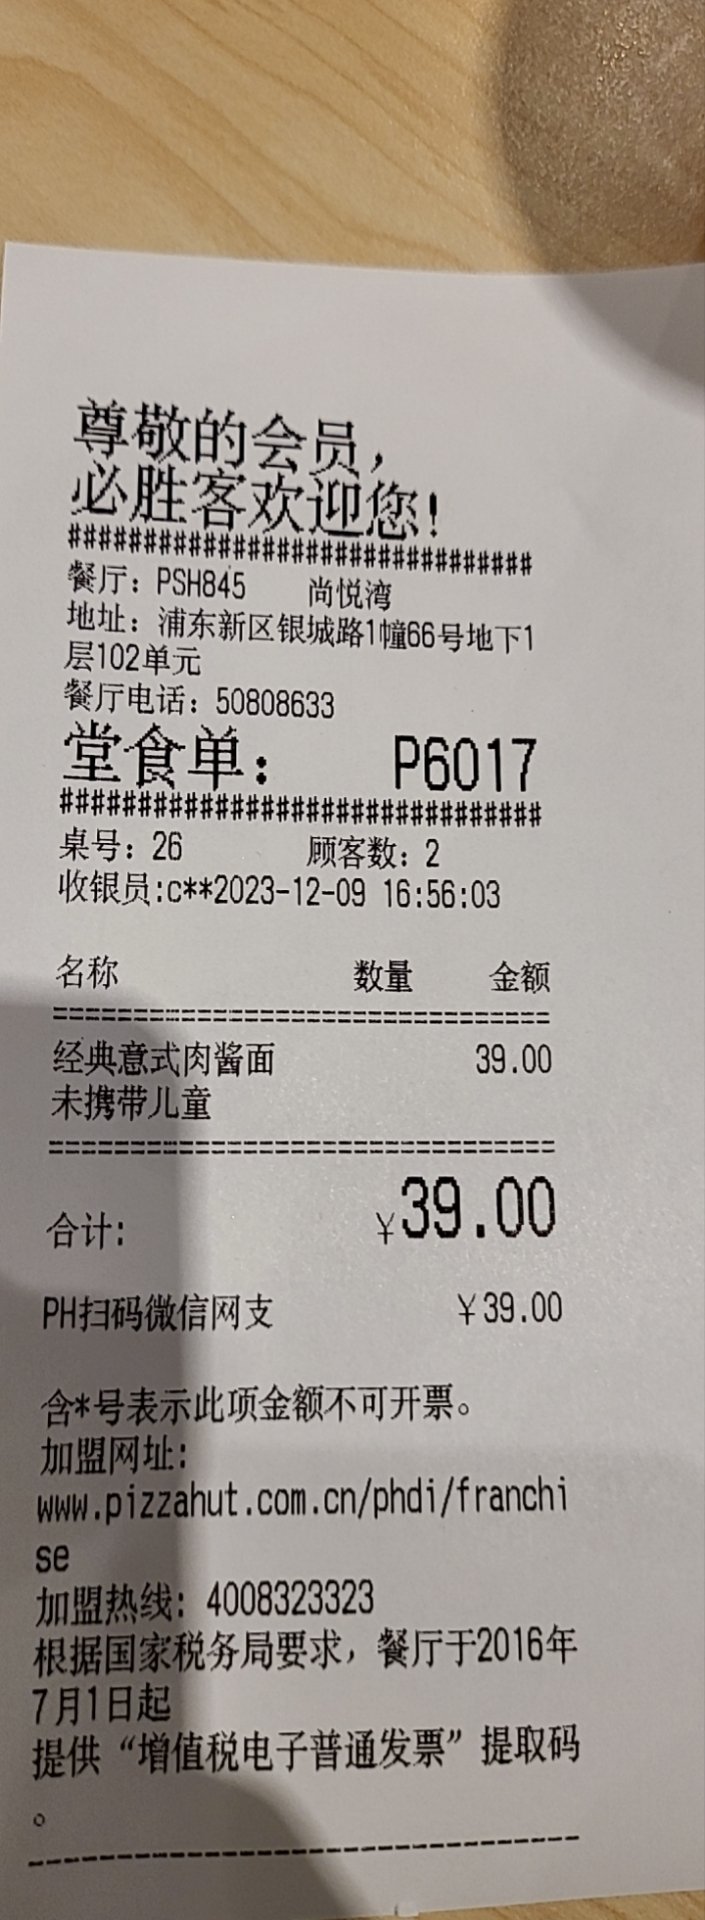 尊敬的会员，
必胜客欢迎您!
###############################
餐厅：PSH845 尚悦湾
地址：浦东新区银城路1幢66号地下1
层102单元
餐厅电话：50808633
堂食单： P6017
###############################
桌号：26 顾客数：2
收银员:c**2023-12-09 16:56:03
名称 数量 金额
===============================
经典意式肉酱面 39.00
未携带儿童
===============================
合计: ¥39.00
PH扫码微信网支 ¥39.00
含*号表示此项金额不可开票。
加盟网址:
www.pizzahut.com.cn/phdi/franchi
se
加盟热线: 4008323323
根据国家税务局要求，餐厅于2016年
7月1日起
提供“增值税电子普通发票”提取码
。
--------------------------------